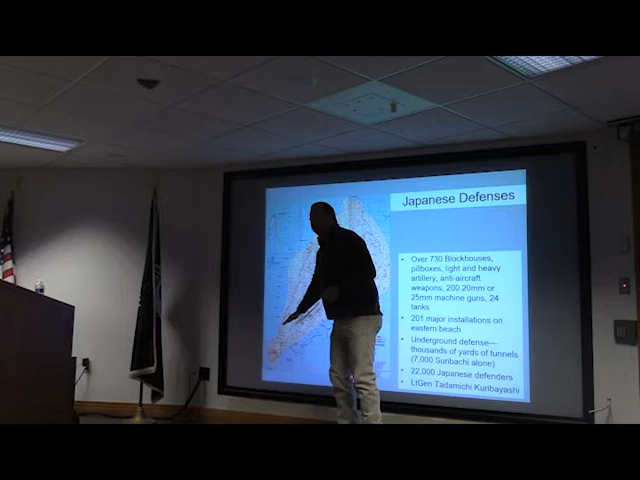 Japanese Defenses
• Over 730 Blockhouses,
pillboxes, light and heavy
artillery, anti-aircraft
weapons, 200 20mm or
25mm machine guns, 24
tanks
• 201 major installations on
eastern beach
• Underground defense—
thousands of yards of tunnels
(7,000 Suribachi alone)
• 22,000 Japanese defenders
• LtGen Tadamichi Kuribayashi